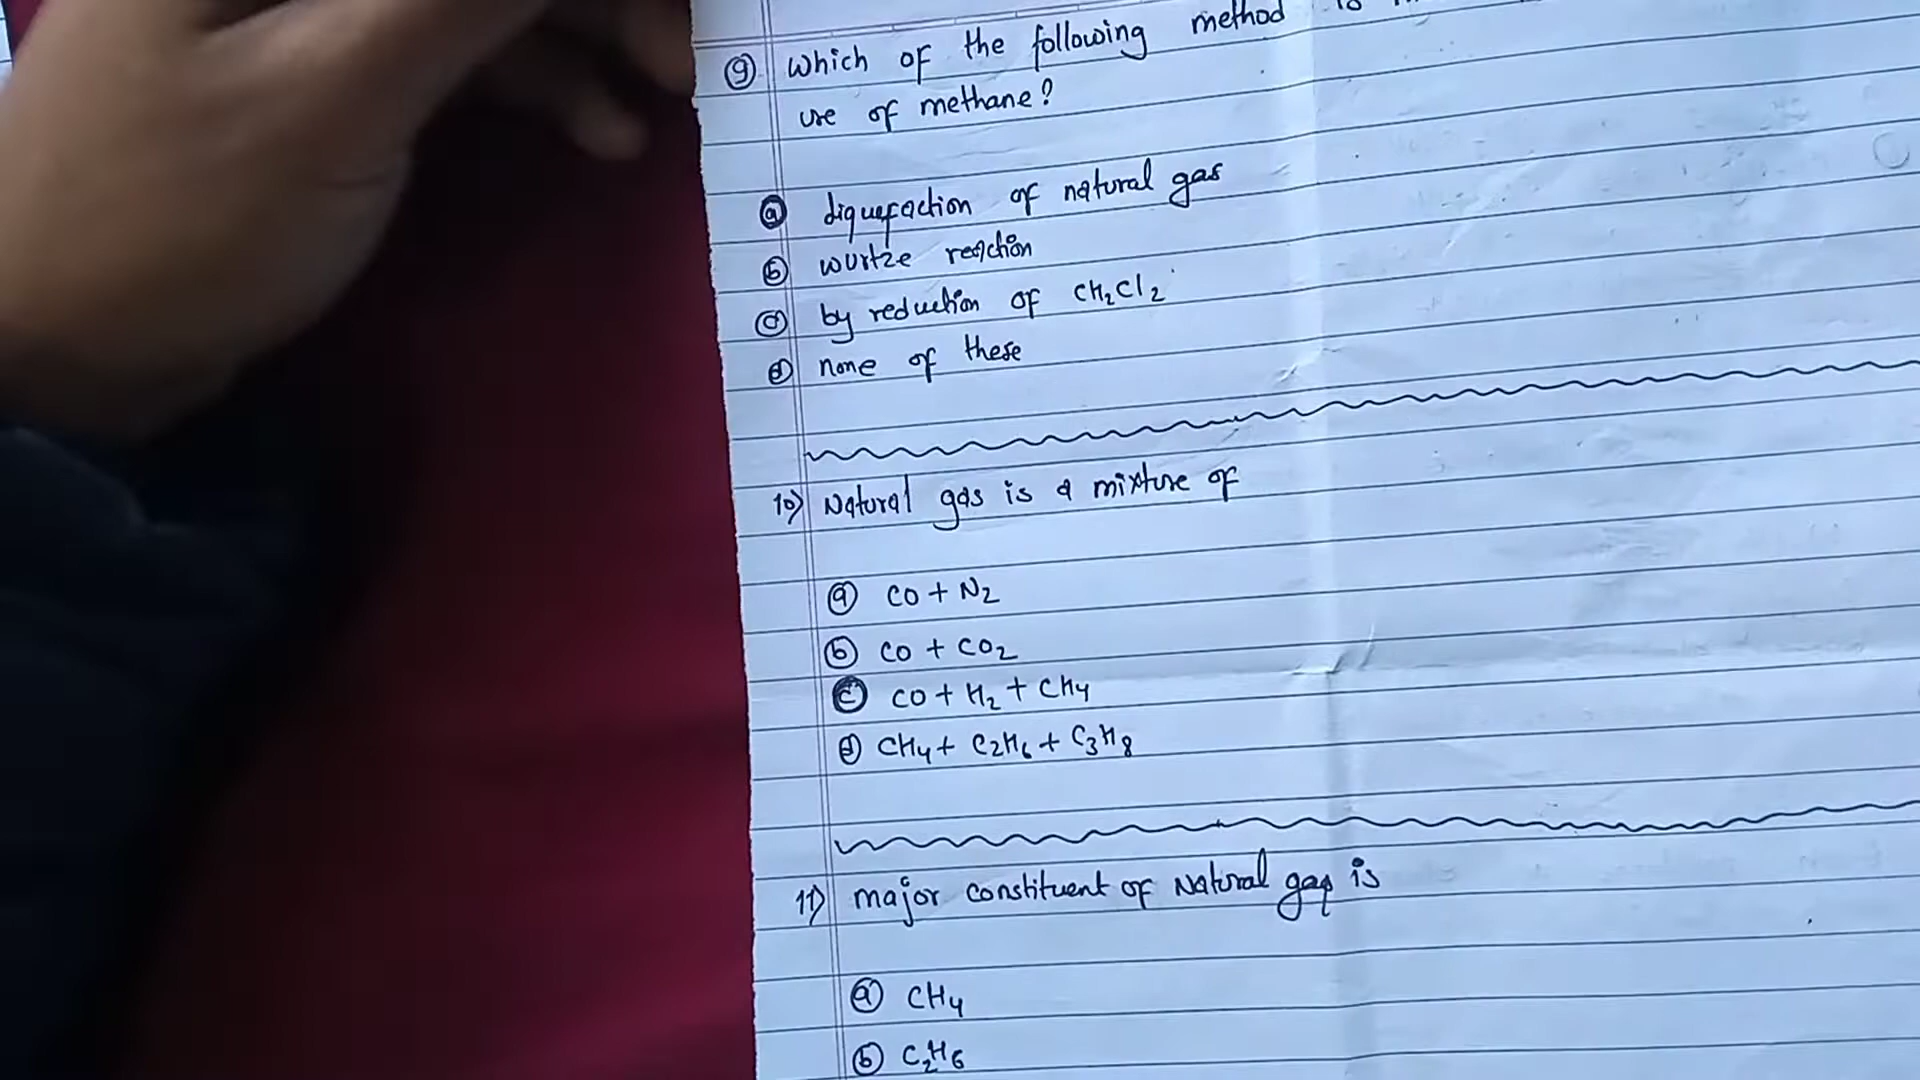 9 Which of the following method is
use of methane?
a diquefaction of natural gas
b wurtze reaction
c by reduction of CH2Cl2
d none of these
10) Natural gas is a mixture of
a CO + N2
b CO + CO2
c CO + H2 + CH4
d CH4 + C2H6 + C3H8
11) major constituent of Natural gas is
a CH4
b C2H6